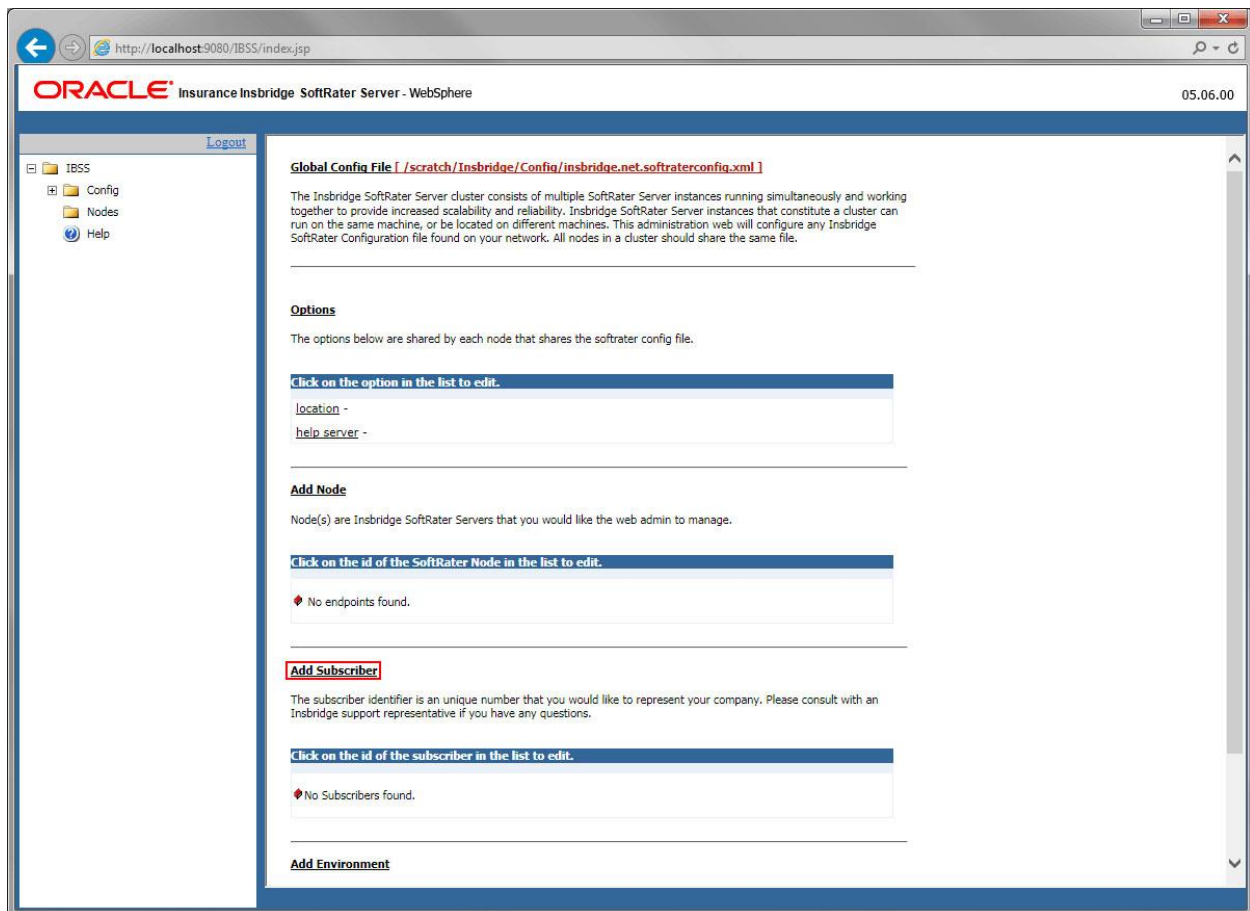 http://localhost:9080/IBSS/index.jsp
ORACLE Insurance Insbridge SoftRater Server - WebSphere
05.06.00
Logout
IBSS
Config
Nodes
Help
Global Config File [ /scratch/Insbridge/Config/insbridge.net.softraterconfig.xml ]
The Insbridge SoftRater Server cluster consists of multiple SoftRater Server instances running simultaneously and working
together to provide increased scalability and reliability. Insbridge SoftRater Server instances that constitute a cluster can
run on the same machine, or be located on different machines. This administration web will configure any Insbridge
SoftRater Configuration file found on your network. All nodes in a cluster should share the same file.
Options
The options below are shared by each node that shares the softrater config file.
Click on the option in the list to edit.
location -
help server -
Add Node
Node(s) are Insbridge SoftRater Servers that you would like the web admin to manage.
Click on the id of the SoftRater Node in the list to edit.
No endpoints found.
Add Subscriber
The subscriber identifier is an unique number that you would like to represent your company. Please consult with an
Insbridge support representative if you have any questions.
Click on the id of the subscriber in the list to edit.
No Subscribers found.
Add Environment